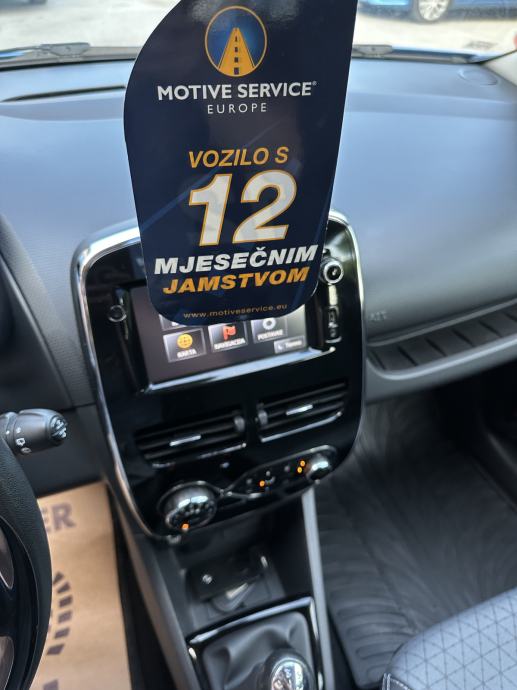 MOTIVE SERVICE®
EUROPE
VOZILO S
12
MJESEČNIM
JAMSTVOM
www.motiveservice.eu
KARTA
NAVIGACIJA
POSTAVKE